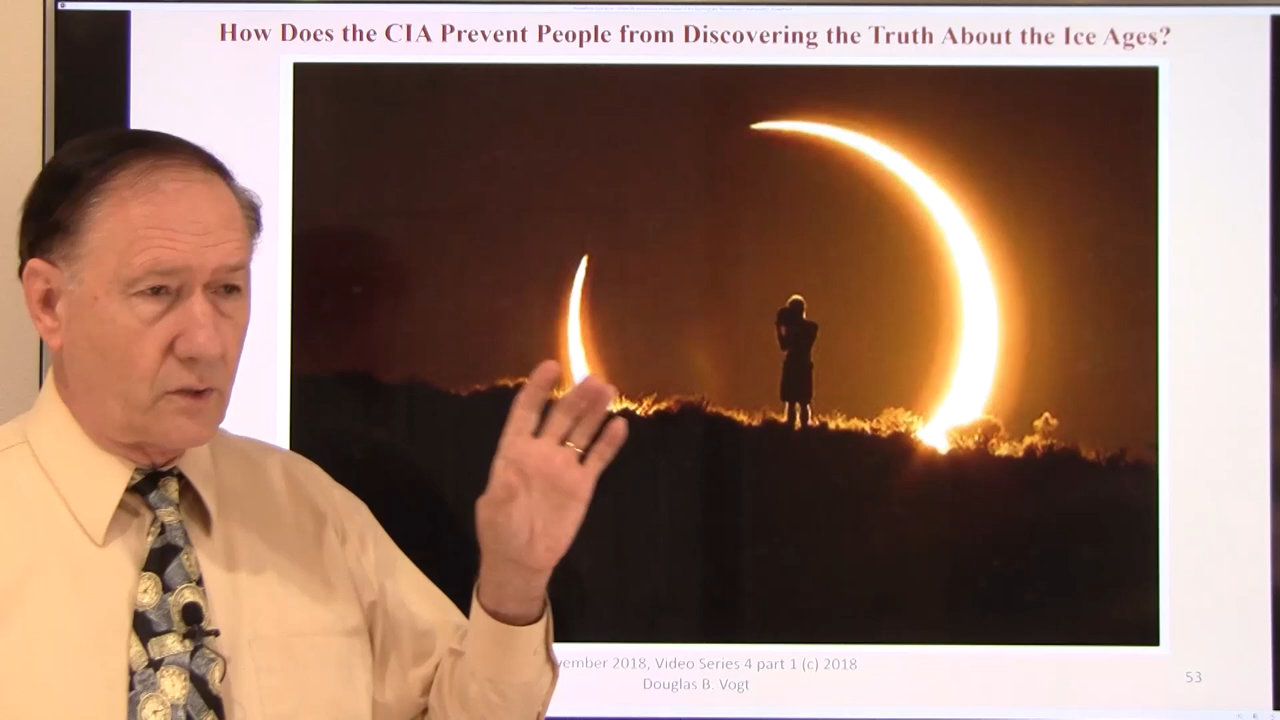 How Does the CIA Prevent People from Discovering the Truth About the Ice Ages?
vember 2018, Video Series 4 part 1 (c) 2018
Douglas B. Vogt
53